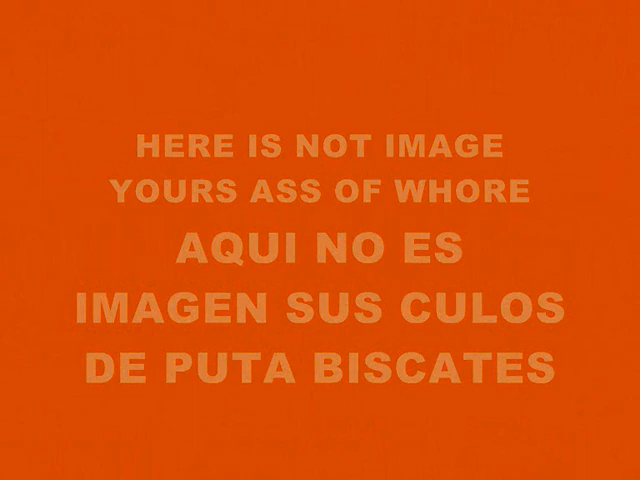 HERE IS NOT IMAGE
YOURS ASS OF WHORE
AQUI NO ES
IMAGEN SUS CULOS
DE PUTA BISCATES